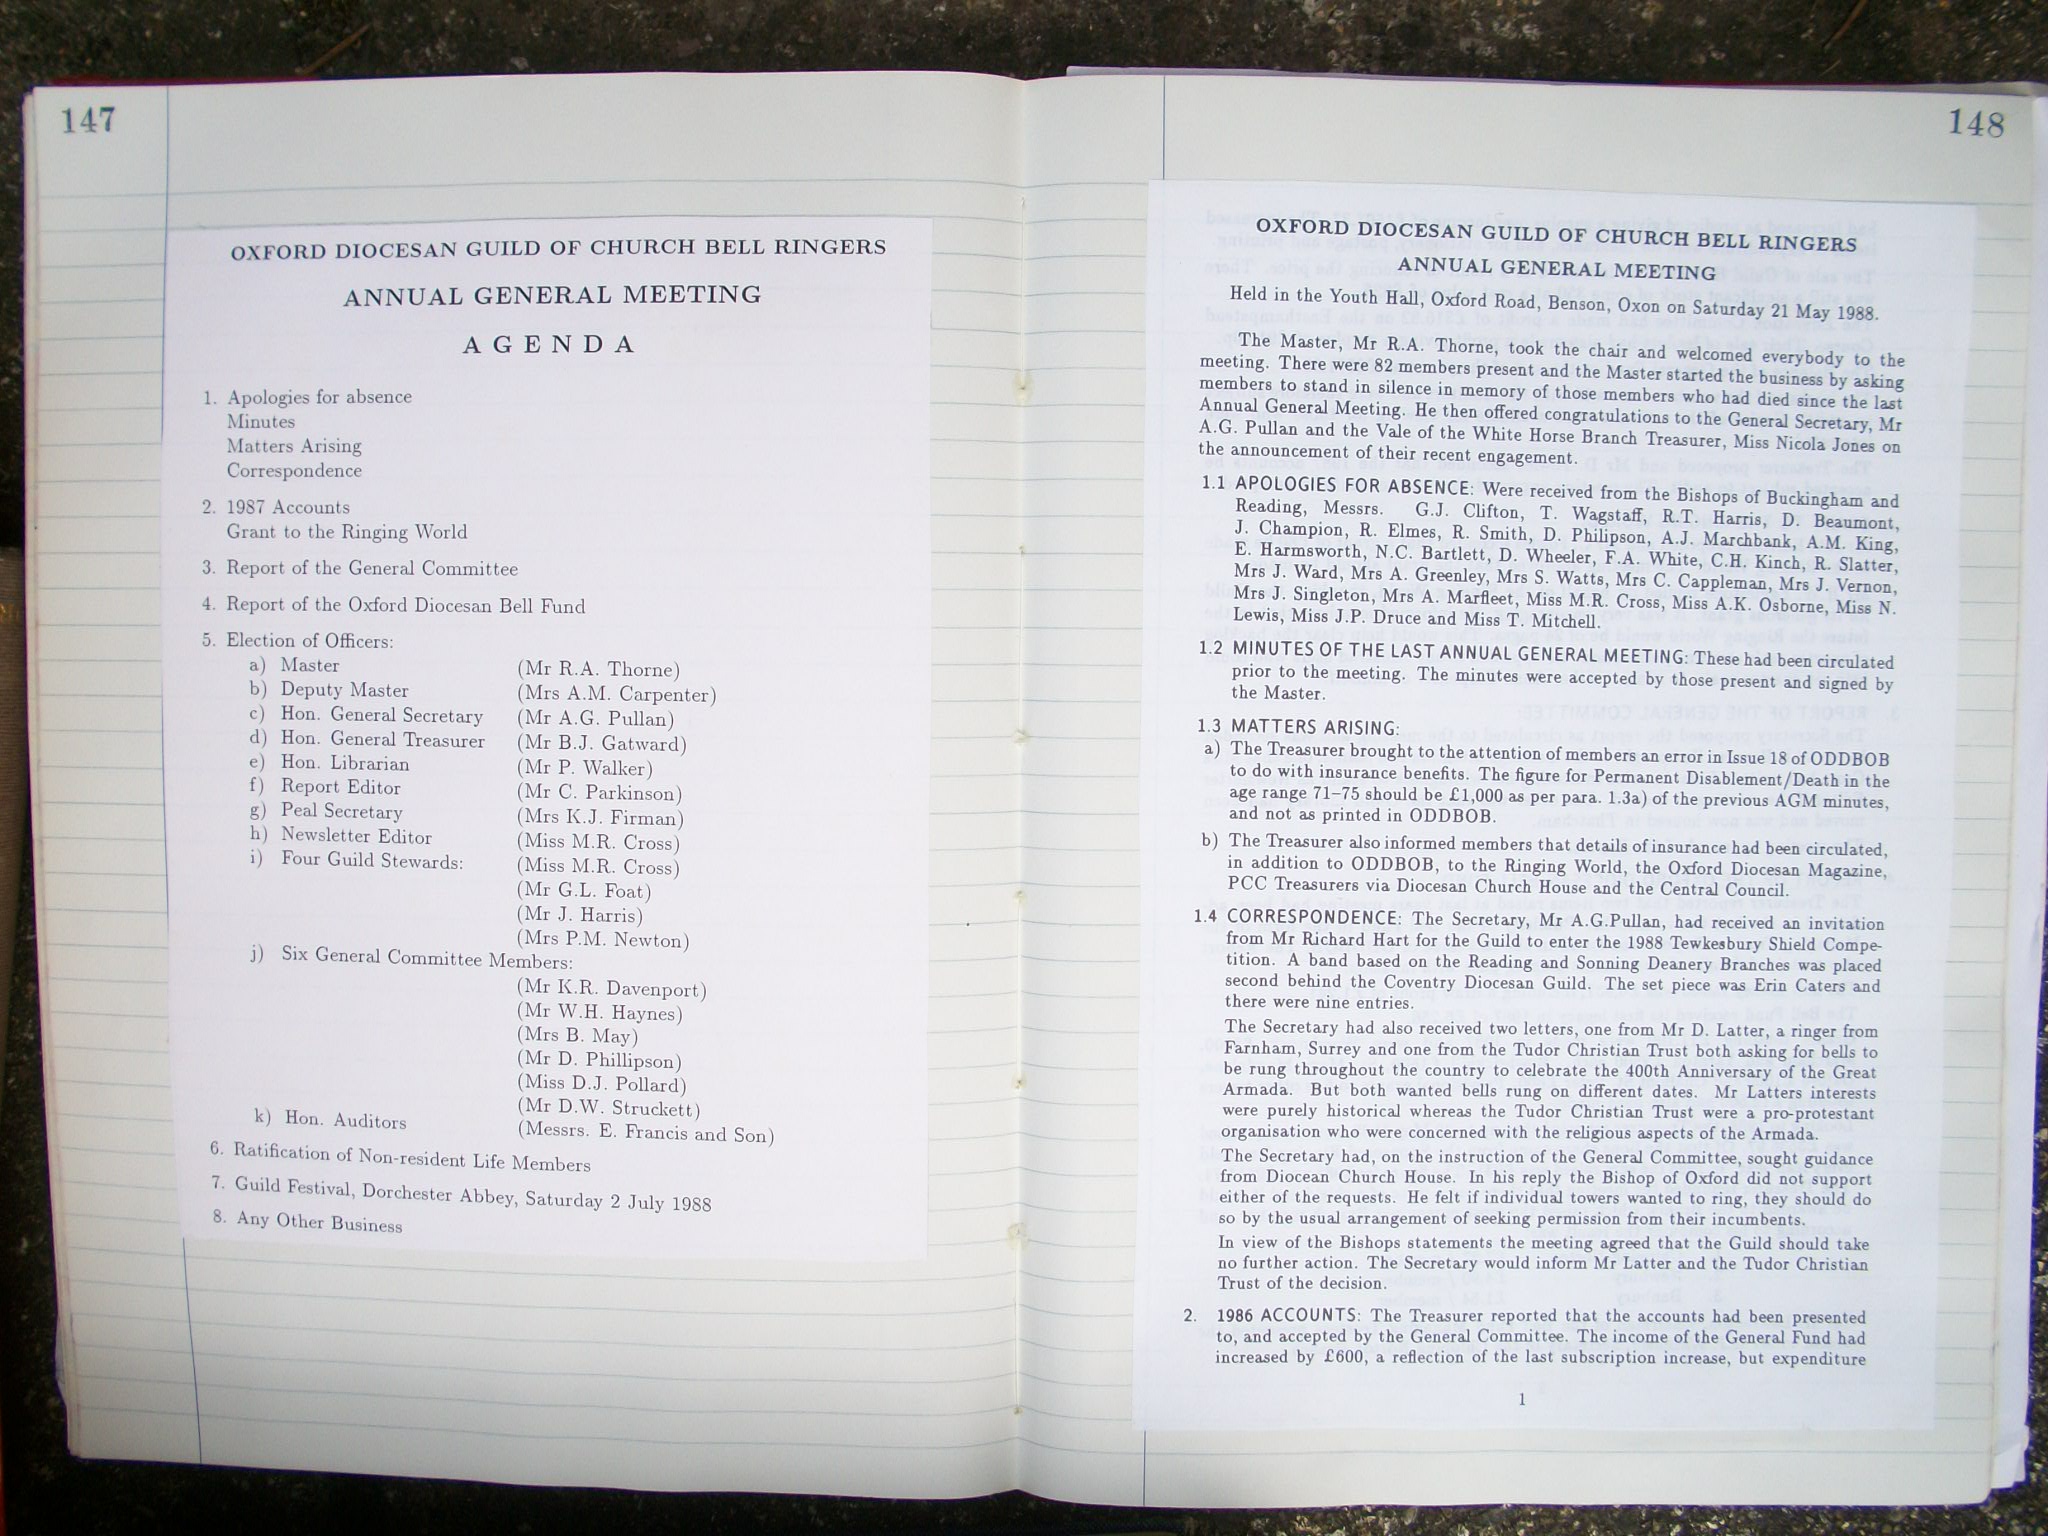 147
OXFORD DIOCESAN GUILD OF CHURCH BELL RINGERS
ANNUAL GENERAL MEETING
A G E N D A
1. Apologies for absence
Minutes
Matters Arising
Correspondence
2. 1987 Accounts
Grant to the Ringing World
3. Report of the General Committee
4. Report of the Oxford Diocesan Bell Fund
5. Election of Officers:
a) Master (Mr R.A. Thorne)
b) Deputy Master (Mrs A.M. Carpenter)
c) Hon. General Secretary (Mr A.G. Pullan)
d) Hon. General Treasurer (Mr B.J. Gatward)
e) Hon. Librarian (Mr P. Walker)
f) Report Editor (Mr C. Parkinson)
g) Peal Secretary (Mrs K.J. Firman)
h) Newsletter Editor (Miss M.R. Cross)
i) Four Guild Stewards: (Miss M.R. Cross)
(Mr G.L. Foat)
(Mr J. Harris)
(Mrs P.M. Newton)
j) Six General Committee Members:
(Mr K.R. Davenport)
(Mr W.H. Haynes)
(Mrs B. May)
(Mr D. Phillipson)
(Miss D.J. Pollard)
(Mr D.W. Struckett)
k) Hon. Auditors (Messrs. E. Francis and Son)
6. Ratification of Non-resident Life Members
7. Guild Festival, Dorchester Abbey, Saturday 2 July 1988
8. Any Other Business
148
OXFORD DIOCESAN GUILD OF CHURCH BELL RINGERS
ANNUAL GENERAL MEETING
Held in the Youth Hall, Oxford Road, Benson, Oxon on Saturday 21 May 1988.
The Master, Mr R.A. Thorne, took the chair and welcomed everybody to the
meeting. There were 82 members present and the Master started the business by asking
members to stand in silence in memory of those members who had died since the last
Annual General Meeting. He then offered congratulations to the General Secretary, Mr
A.G. Pullan and the Vale of the White Horse Branch Treasurer, Miss Nicola Jones on
the announcement of their recent engagement.
1.1 APOLOGIES FOR ABSENCE: Were received from the Bishops of Buckingham and
Reading, Messrs. G.J. Clifton, T. Wagstaff, R.T. Harris, D. Beaumont,
J. Champion, R. Elmes, R. Smith, D. Philipson, A.J. Marchbank, A.M. King,
E. Harmsworth, N.C. Bartlett, D. Wheeler, F.A. White, C.H. Kinch, R. Slatter,
Mrs J. Ward, Mrs A. Greenley, Mrs S. Watts, Mrs C. Cappleman, Mrs J. Vernon,
Mrs J. Singleton, Mrs A. Marfleet, Miss M.R. Cross, Miss A.K. Osborne, Miss N.
Lewis, Miss J.P. Druce and Miss T. Mitchell.
1.2 MINUTES OF THE LAST ANNUAL GENERAL MEETING: These had been circulated
prior to the meeting. The minutes were accepted by those present and signed by
the Master.
1.3 MATTERS ARISING:
a) The Treasurer brought to the attention of members an error in Issue 18 of ODDBOB
to do with insurance benefits. The figure for Permanent Disablement/Death in the
age range 71–75 should be £1,000 as per para. 1.3a) of the previous AGM minutes,
and not as printed in ODDBOB.
b) The Treasurer also informed members that details of insurance had been circulated,
in addition to ODDBOB, to the Ringing World, the Oxford Diocesan Magazine,
PCC Treasurers via Diocesan Church House and the Central Council.
1.4 CORRESPONDENCE: The Secretary, Mr A.G.Pullan, had received an invitation
from Mr Richard Hart for the Guild to enter the 1988 Tewkesbury Shield Compe-
tition. A band based on the Reading and Sonning Deanery Branches was placed
second behind the Coventry Diocesan Guild. The set piece was Erin Caters and
there were nine entries.
The Secretary had also received two letters, one from Mr D. Latter, a ringer from
Farnham, Surrey and one from the Tudor Christian Trust both asking for bells to
be rung throughout the country to celebrate the 400th Anniversary of the Great
Armada. But both wanted bells rung on different dates. Mr Latters interests
were purely historical whereas the Tudor Christian Trust were a pro-protestant
organisation who were concerned with the religious aspects of the Armada.
The Secretary had, on the instruction of the General Committee, sought guidance
from Diocean Church House. In his reply the Bishop of Oxford did not support
either of the requests. He felt if individual towers wanted to ring, they should do
so by the usual arrangement of seeking permission from their incumbents.
In view of the Bishops statements the meeting agreed that the Guild should take
no further action. The Secretary would inform Mr Latter and the Tudor Christian
Trust of the decision.
2. 1986 ACCOUNTS: The Treasurer reported that the accounts had been presented
to, and accepted by the General Committee. The income of the General Fund had
increased by £600, a reflection of the last subscription increase, but expenditure
1